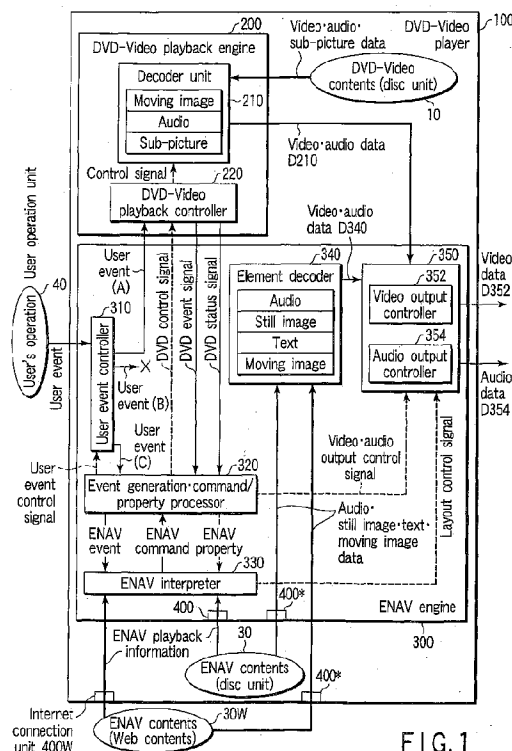 200
DVD-Video playback engine
Decoder unit
Moving image
Audio
Sub-picture
210
Control signal
220
DVD-Video
playback controller
Video・audio・
sub-picture data
DVD-Video
player
100
DVD-Video
contents (disc unit)
10
Video・audio data
D210
User operation unit
40
User's operation
User event
310
User event controller
User
event
(A)
User
event (B)
User
event
(C)
DVD control signal
DVD event signal
DVD status signal
Video・audio
data D340
340
Element decoder
Audio
Still image
Text
Moving image
350
352
Video output
controller
354
Audio output
controller
Video
data
D352
Audio
data
D354
User
event control
signal
320
Event generation・command/
property processor
Video・audio
output control
signal
Layout control signal
ENAV
event
ENAV
command
ENAV
property
330
ENAV interpreter
Audio・
still image・text・
moving image
data
400
400*
ENAV engine
300
ENAV playback
information
30
ENAV contents
(disc unit)
400*
Internet
connection
unit 400W
ENAV contents
(Web contents)
30W
FIG. 1